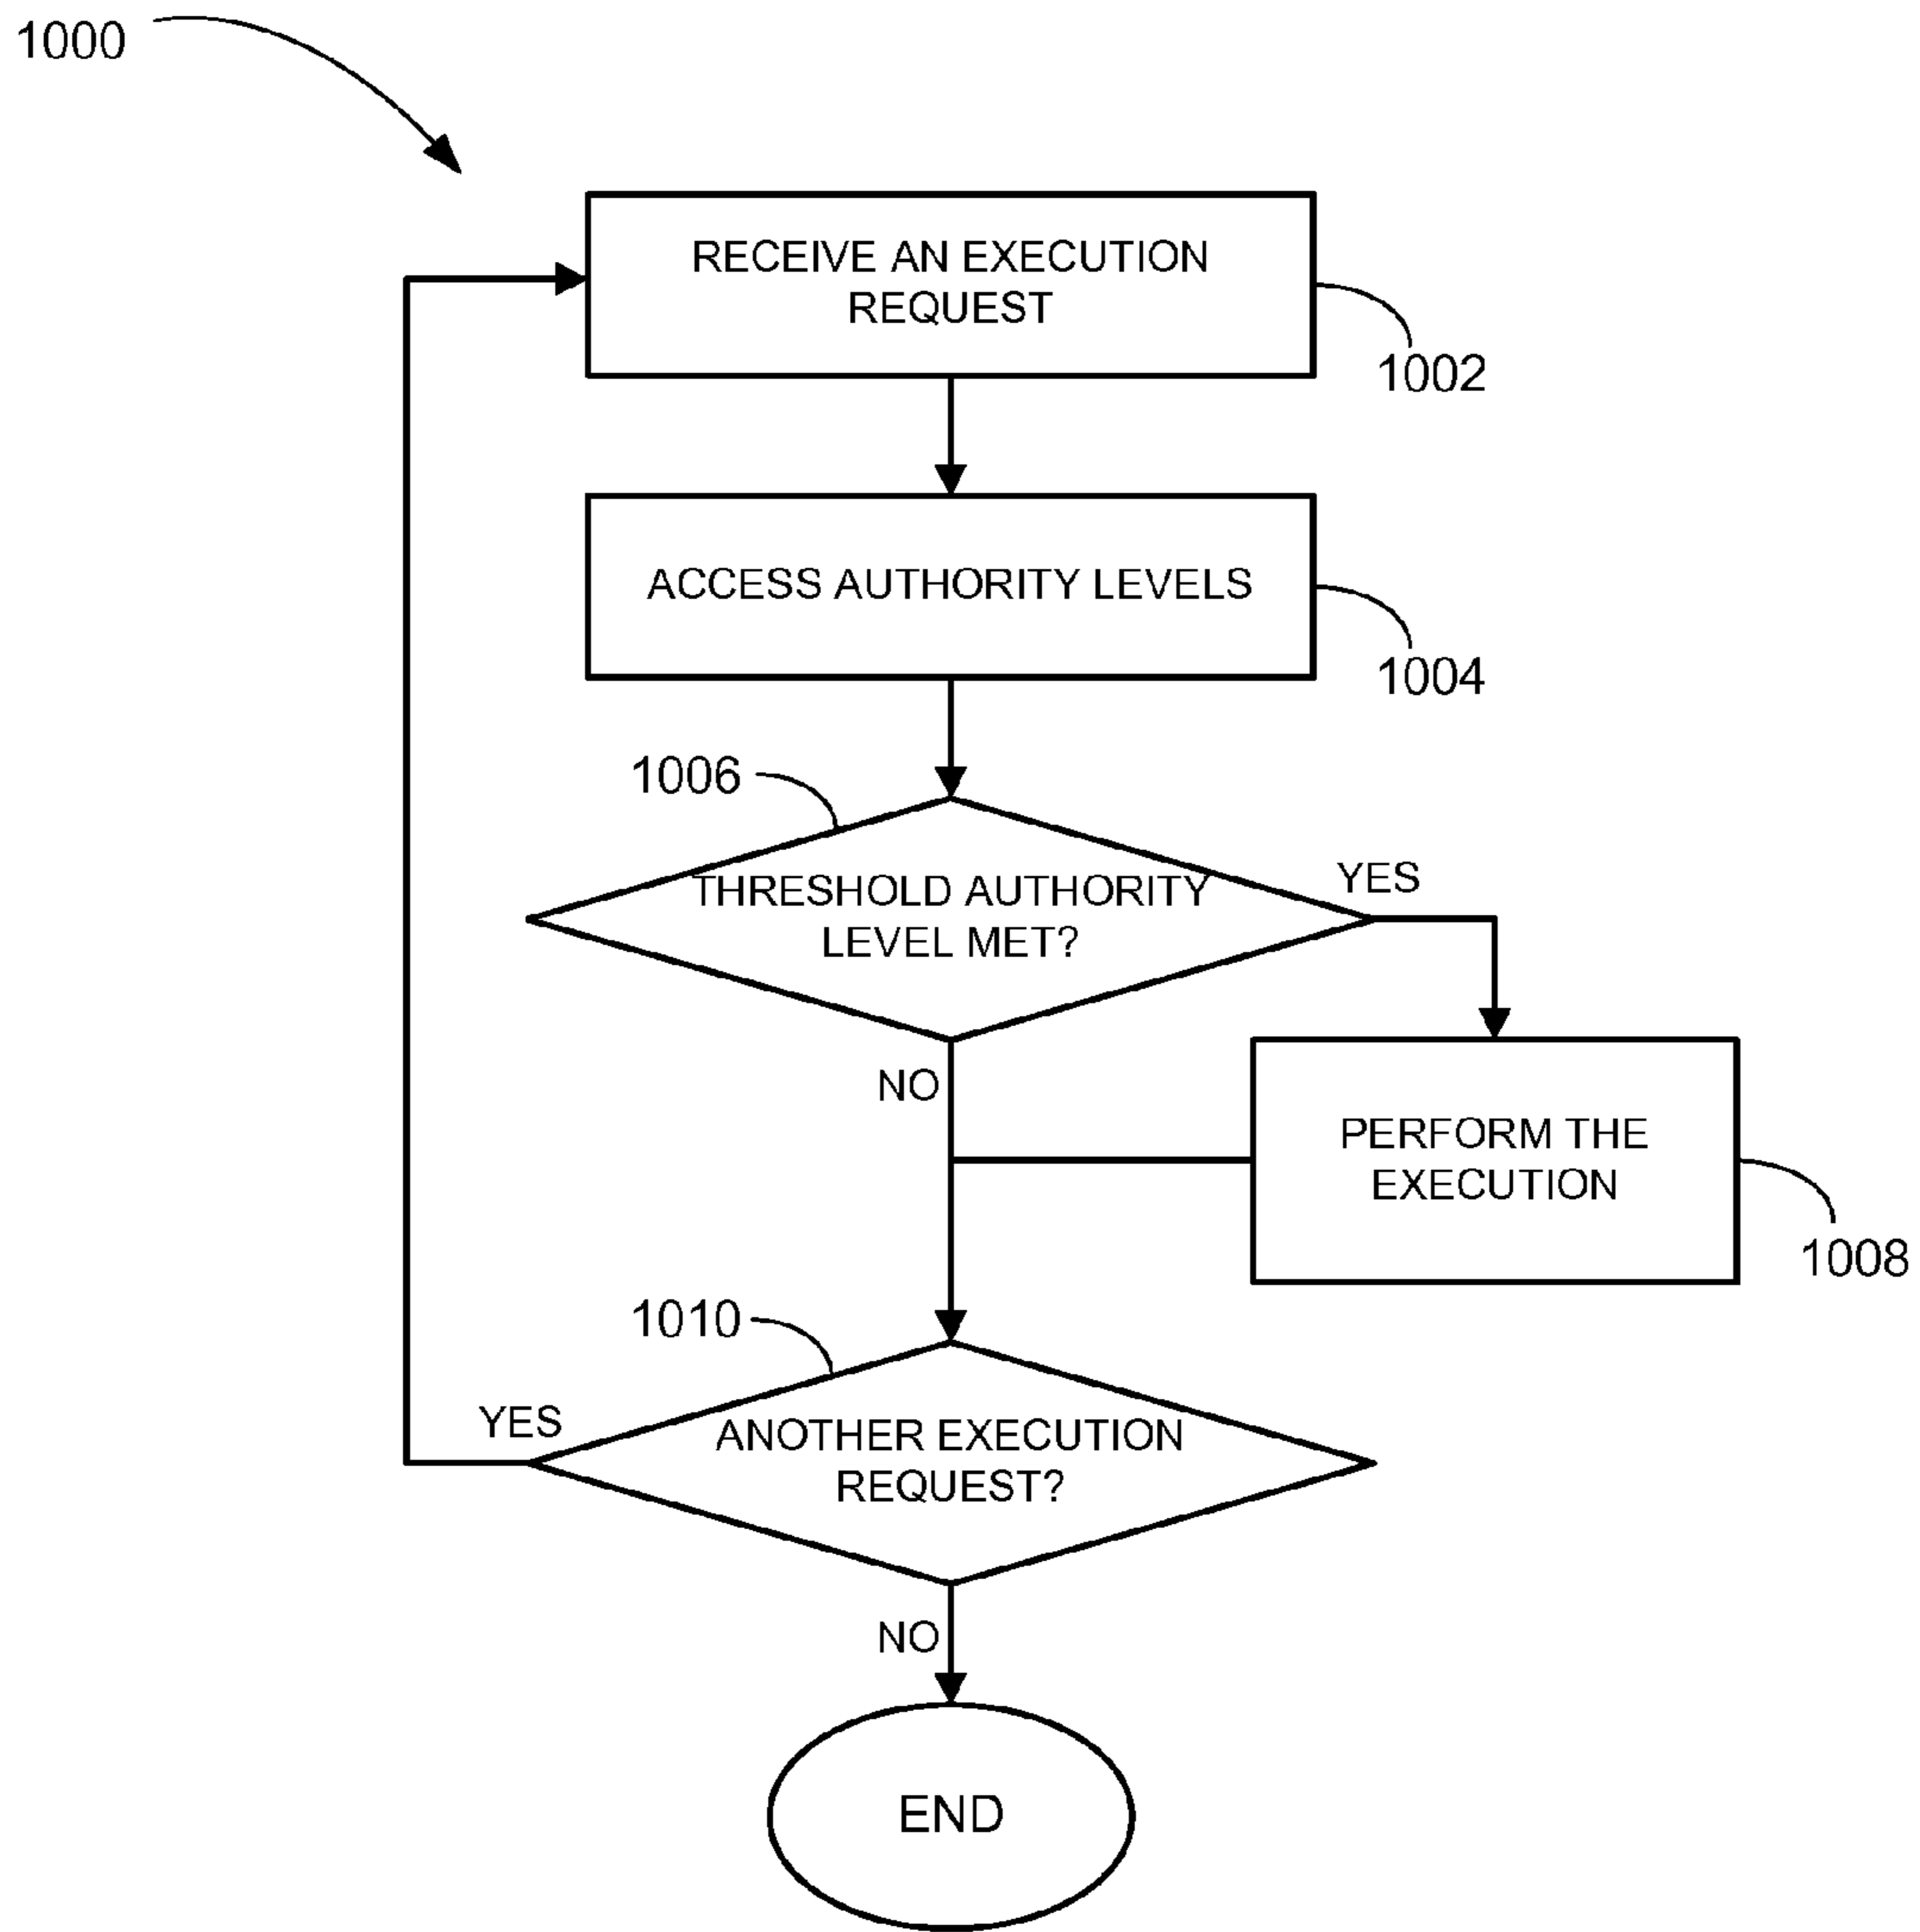 1000
RECEIVE AN EXECUTION
REQUEST
1002
ACCESS AUTHORITY LEVELS
1004
1006
THRESHOLD AUTHORITY
LEVEL MET?
YES
NO
PERFORM THE
EXECUTION
1008
1010
YES
ANOTHER EXECUTION
REQUEST?
NO
END